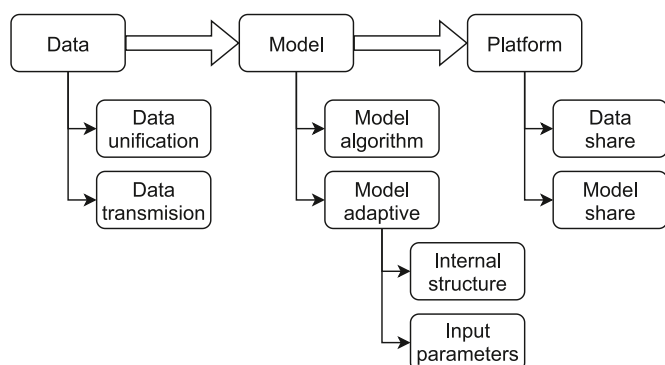 Data
Model
Platform
Data
unification
Data
transmision
Model
algorithm
Model
adaptive
Internal
structure
Input
parameters
Data
share
Model
share